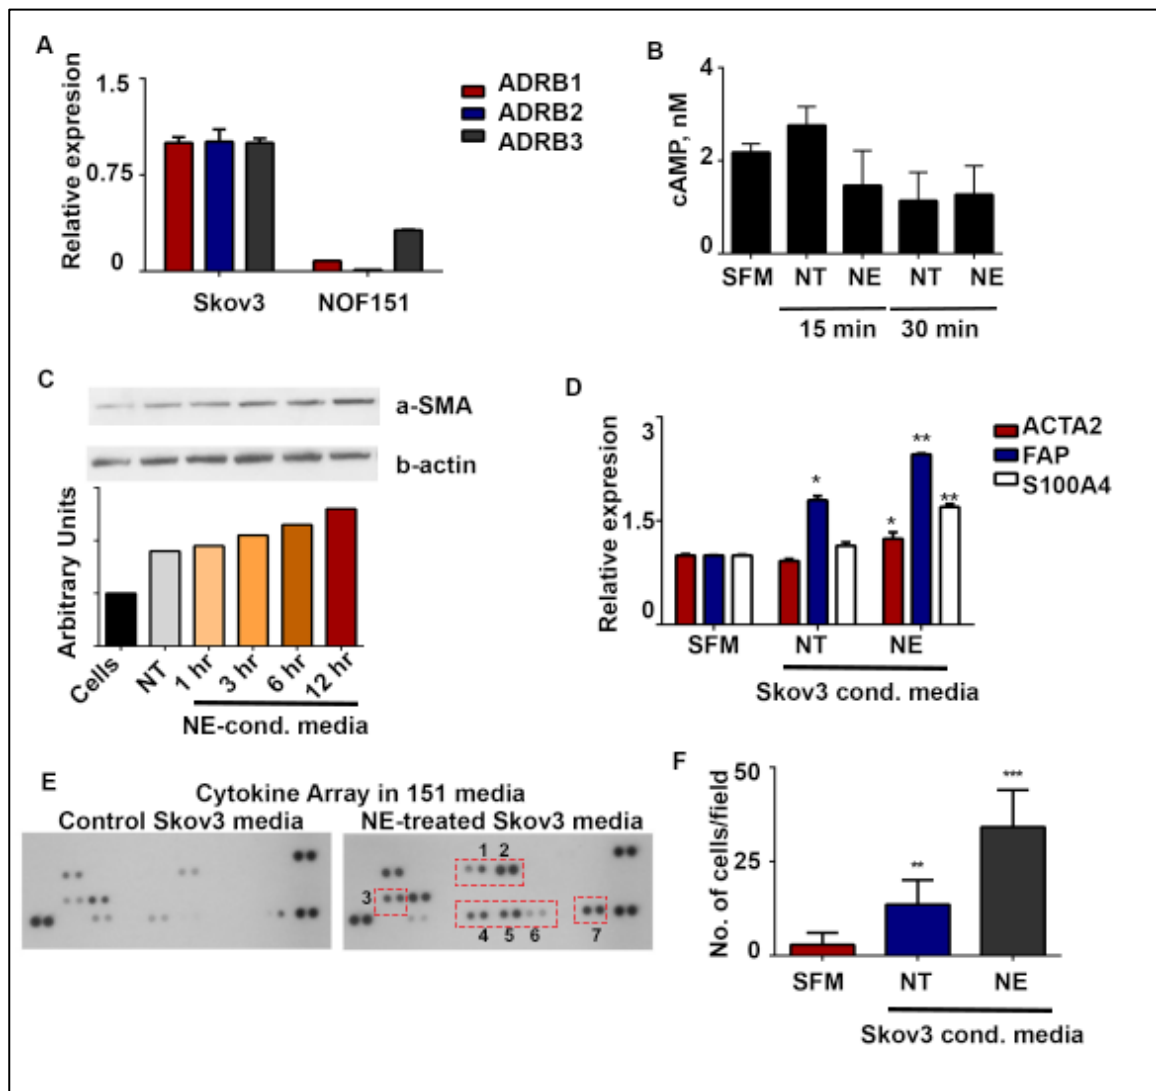 A
1.5
0.75
0
Relative expresion
ADRB1
ADRB2
ADRB3
Skov3 NOF151
B
4
2
0
cAMP, nM
SFM NT NE NT NE
15 min 30 min
C
a-SMA
b-actin
Arbitrary Units
Cells NT 1 hr 3 hr 6 hr 12 hr
NE-cond. media
D
3
1.5
0
Relative expresion
* ** * **
ACTA2
FAP
S100A4
SFM NT NE
Skov3 cond. media
E
Cytokine Array in 151 media
Control Skov3 media NE-treated Skov3 media
1 2
3
4 5 6 7
F
50
25
0
No. of cells/field
** ***
SFM NT NE
Skov3 cond. media